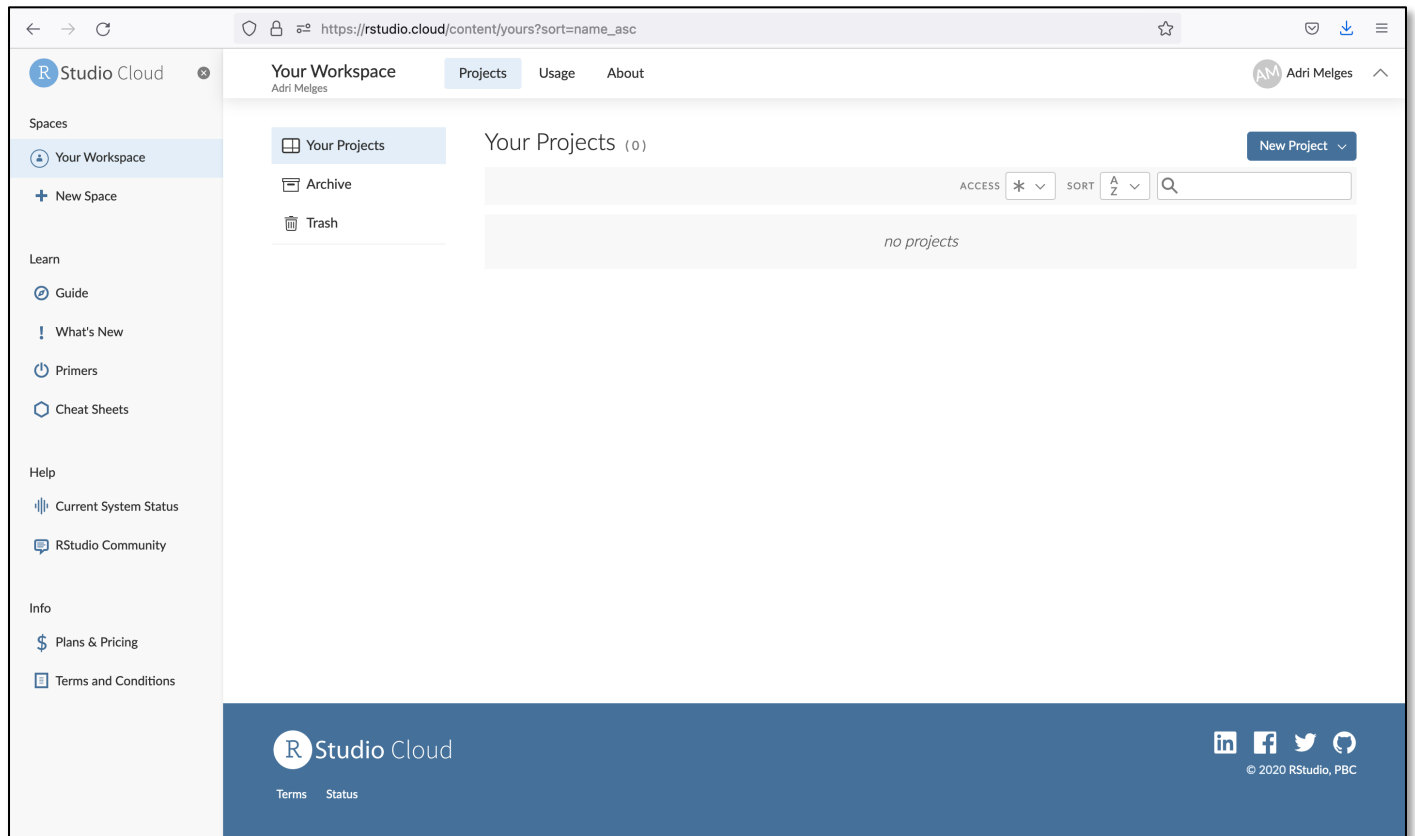 https://rstudio.cloud/content/yours?sort=name_asc
R Studio Cloud
Spaces
Your Workspace
New Space
Learn
Guide
What's New
Primers
Cheat Sheets
Help
Current System Status
RStudio Community
Info
Plans & Pricing
Terms and Conditions
Your Workspace
Adri Melges
Projects Usage About
AM Adri Melges
Your Projects
Archive
Trash
Your Projects (0)
New Project
ACCESS * SORT A Z
no projects
R Studio Cloud
Terms Status
in f
© 2020 RStudio, PBC